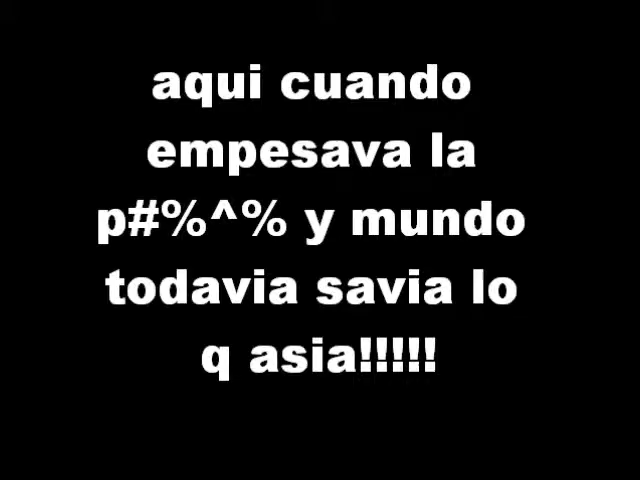 aqui cuando
empesava la
p#%^% y mundo
todavia savia lo
q asia!!!!!